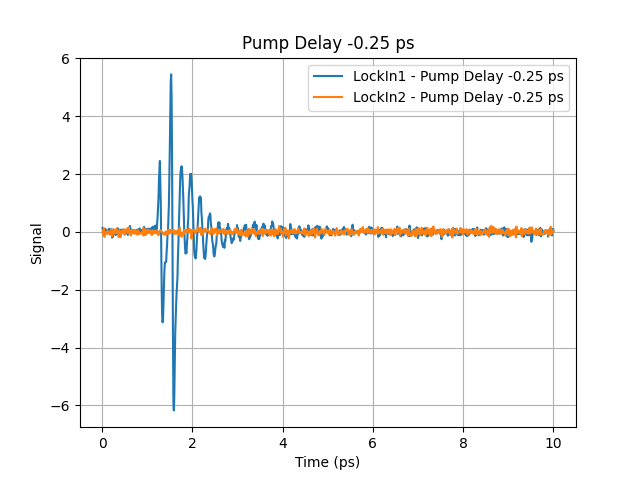 Pump Delay -0.25 ps
LockIn1 - Pump Delay -0.25 ps
LockIn2 - Pump Delay -0.25 ps
6
4
2
0
−2
−4
−6
Signal
0
2
4
6
8
10
Time (ps)